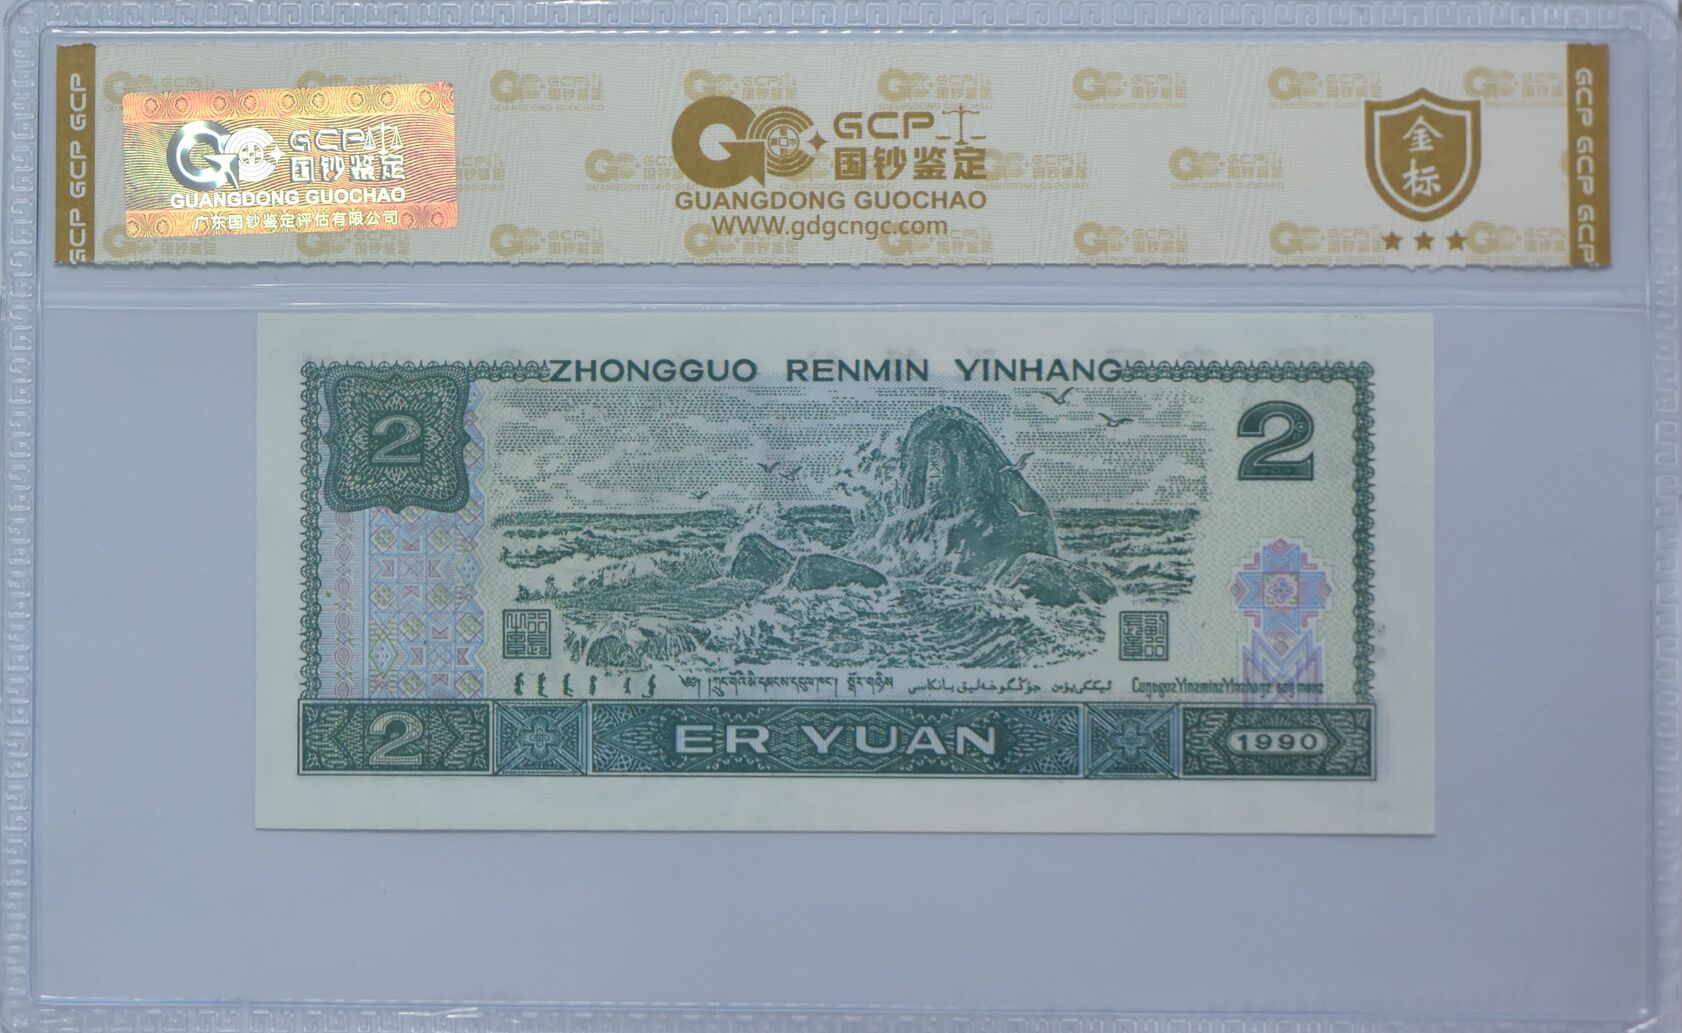 GCP GCP GCP
GCP
国钞鉴定
GUANGDONG GUOCHAO
广东国钞鉴定评估有限公司
GCP
国钞鉴定
GUANGDONG GUOCHAO
WWW.gdgcngc.com
金标
GCP GCP GCP
ZHONGGUO RENMIN YINHANG
2
2
2
ER YUAN
1990